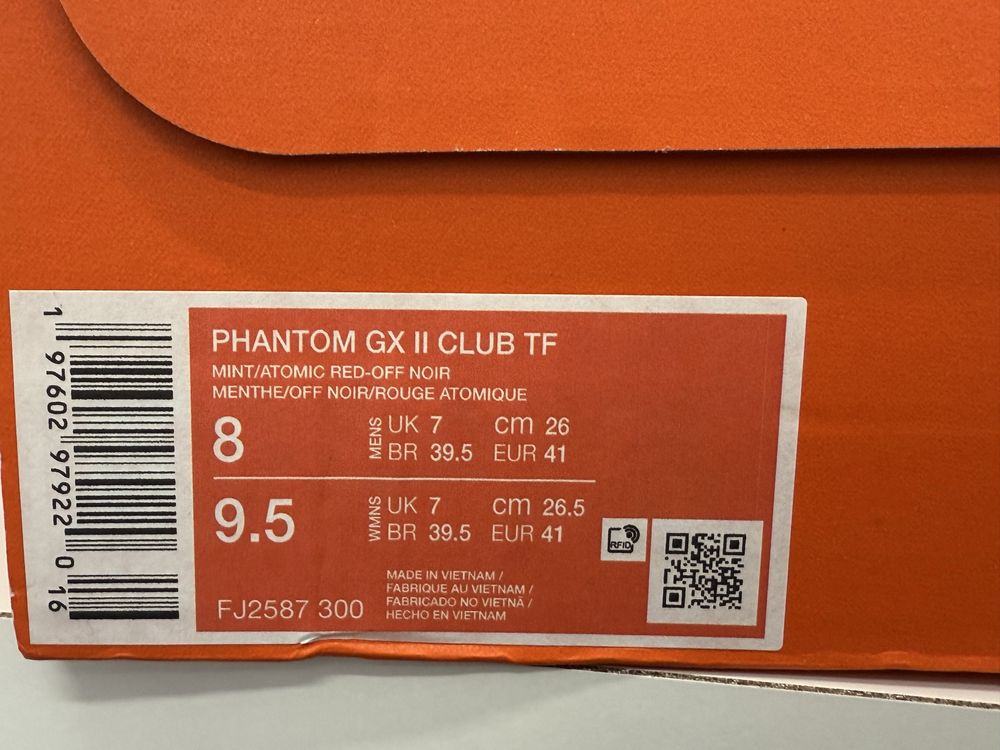 PHANTOM GX II CLUB TF
MINT/ATOMIC RED-OFF NOIR
MENTHE/OFF NOIR/ROUGE ATOMIQUE
8 MENS UK 7 cm 26
BR 39.5 EUR 41
9.5 WMNS UK 7 cm 26.5
BR 39.5 EUR 41
RFID
MADE IN VIETNAM /
FABRIQUE AU VIETNAM /
FABRICADO NO VIETNÃ /
HECHO EN VIETNAM
FJ2587 300
1 97602 97922 0 16